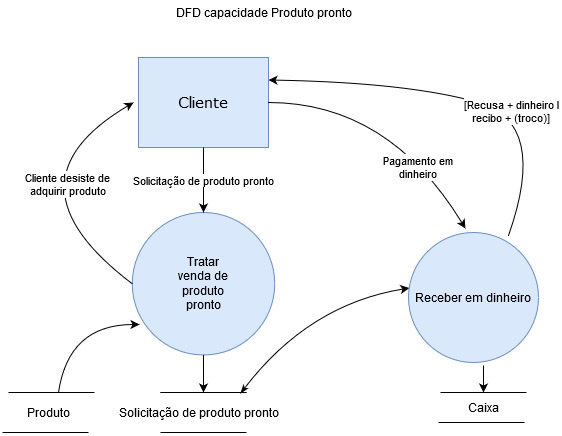 DFD capacidade Produto pronto
Cliente
[Recusa + dinheiro I
recibo + (troco)]
Cliente desiste de
adquirir produto
Solicitação de produto pronto
Pagamento em
dinheiro
Tratar
venda de
produto
pronto
Receber em dinheiro
Produto
Solicitação de produto pronto
Caixa